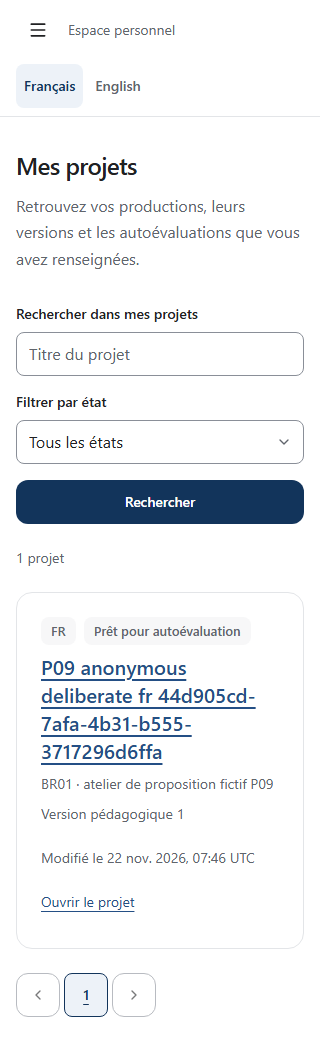 Espace personnel
Français English
Mes projets
Retrouvez vos productions, leurs
versions et les autoévaluations que vous
avez renseignées.
Rechercher dans mes projets
Titre du projet
Filtrer par état
Tous les états
Rechercher
1 projet
FR Prêt pour autoévaluation
P09 anonymous
deliberate fr 44d905cd-
7afa-4b31-b555-
3717296d6ffa
BR01 · atelier de proposition fictif P09
Version pédagogique 1
Modifié le 22 nov. 2026, 07:46 UTC
Ouvrir le projet
1